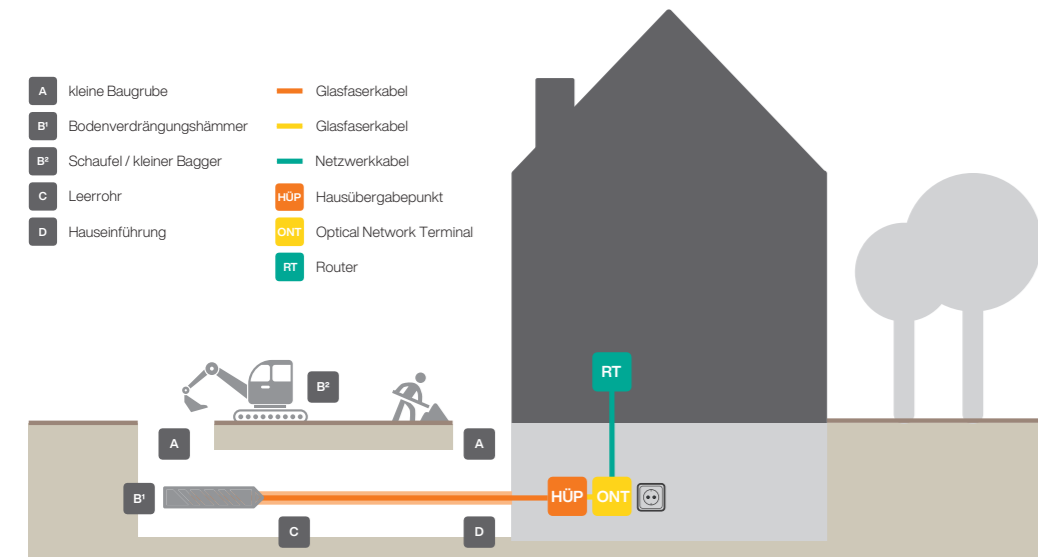 A kleine Baugrube
B¹ Bodenverdrängungshämmer
B² Schaufel / kleiner Bagger
C Leerrohr
D Hauseinführung
Glasfaserkabel
Glasfaserkabel
Netzwerkkabel
HÜP Hausübergabepunkt
ONT Optical Network Terminal
RT Router
RT
B²
A
A
B¹
HÜP
ONT
C
D